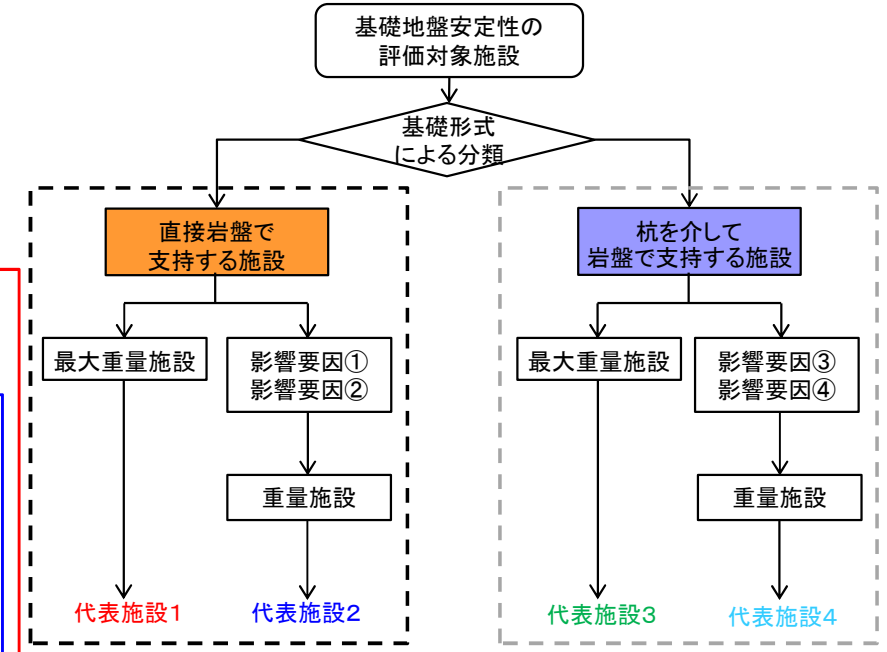 基礎地盤安定性の
評価対象施設
基礎形式
による分類
直接岩盤で
支持する施設
杭を介して
岩盤で支持する施設
最大重量施設
影響要因①
影響要因②
最大重量施設
影響要因③
影響要因④
重量施設
重量施設
代表施設1
代表施設2
代表施設3
代表施設4